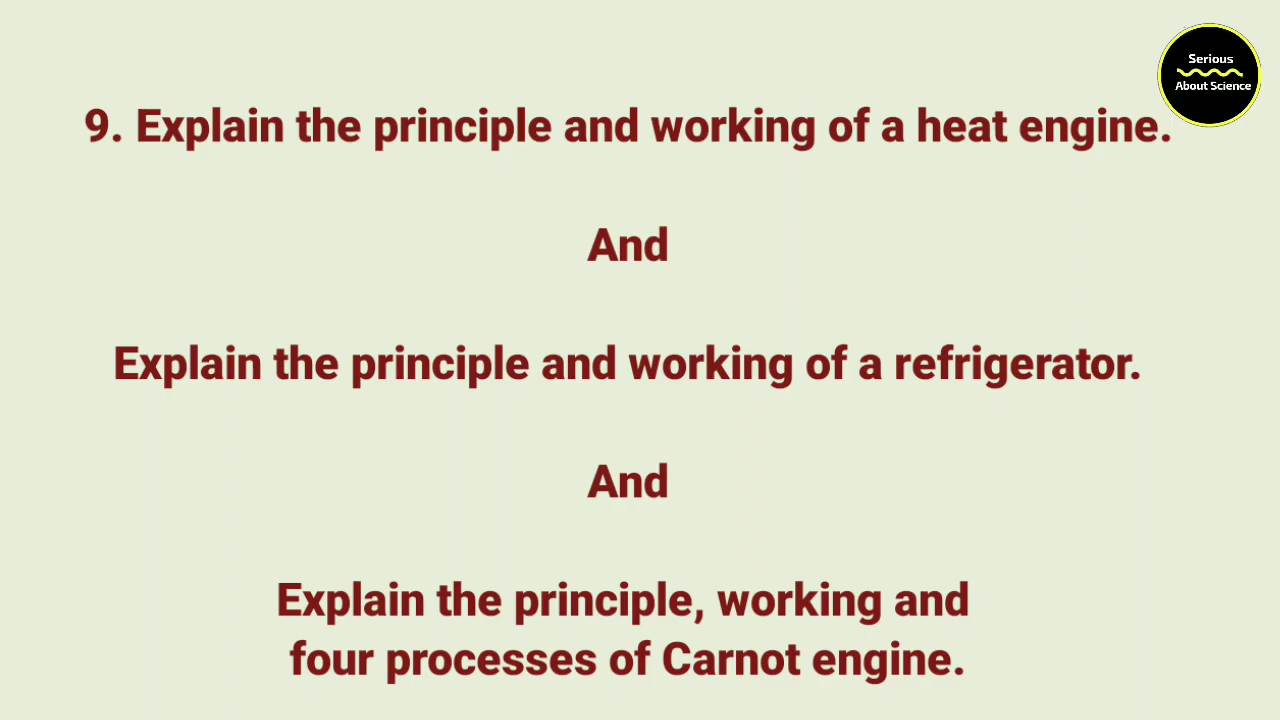 Serious
About Science
9. Explain the principle and working of a heat engine.
And
Explain the principle and working of a refrigerator.
And
Explain the principle, working and
four processes of Carnot engine.